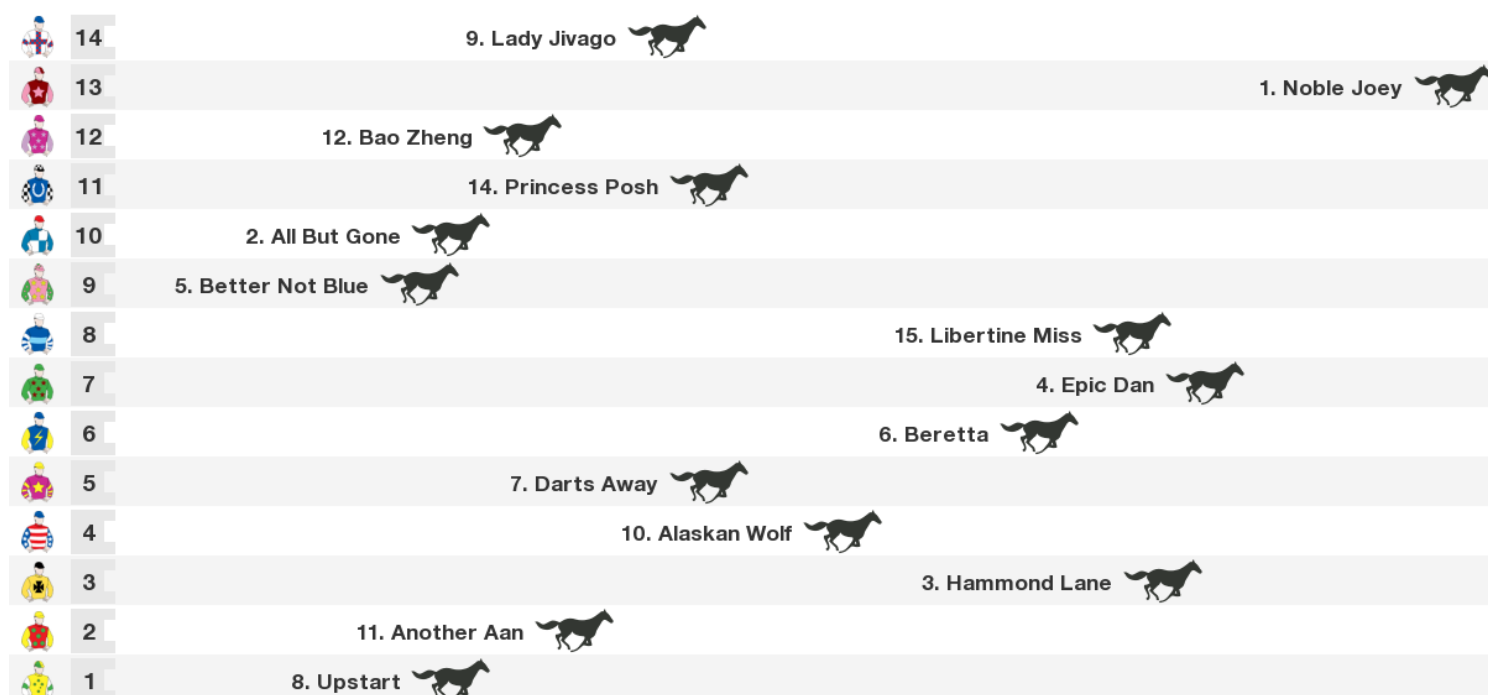 14 9. Lady Jivago
13 1. Noble Joey
12 12. Bao Zheng
11 14. Princess Posh
10 2. All But Gone
9 5. Better Not Blue
8 15. Libertine Miss
7 4. Epic Dan
6 6. Beretta
5 7. Darts Away
4 10. Alaskan Wolf
3 3. Hammond Lane
2 11. Another Aan
1 8. Upstart